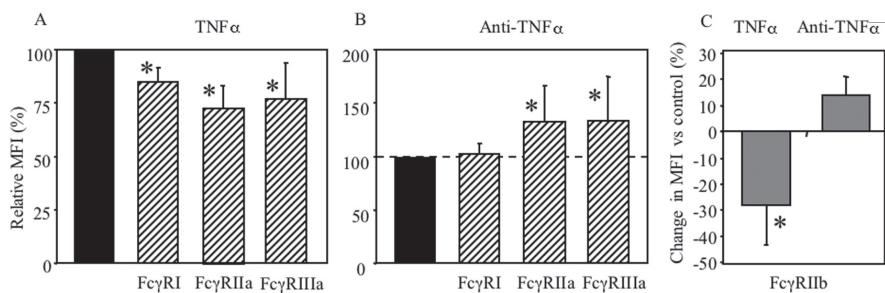 A
TNFα
Relative MFI (%)
100
75
50
25
0
*
*
*
FcγRI
FcγRIIa
FcγRIIIa
B
Anti-TNFα
200
150
100
50
0
*
*
FcγRI
FcγRIIa
FcγRIIIa
C
TNFα
Anti-TNFα
Change in MFI vs control (%)
30
20
10
0
-10
-20
-30
-40
-50
*
FcγRIIb